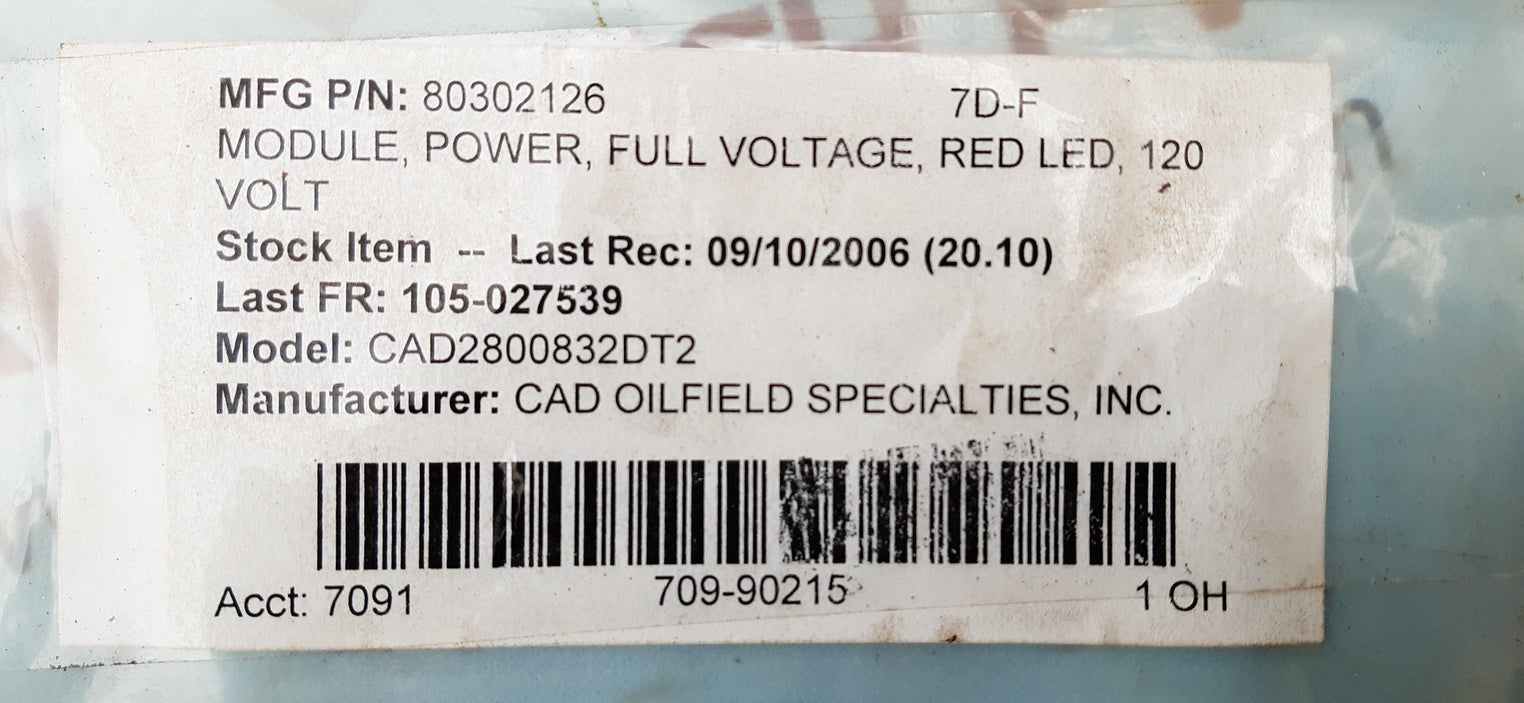 MFG P/N: 80302126 7D-F
MODULE, POWER, FULL VOLTAGE, RED LED, 120
VOLT
Stock Item -- Last Rec: 09/10/2006 (20.10)
Last FR: 105-027539
Model: CAD2800832DT2
Manufacturer: CAD OILFIELD SPECIALTIES, INC.
Acct: 7091 709-90215 1 OH